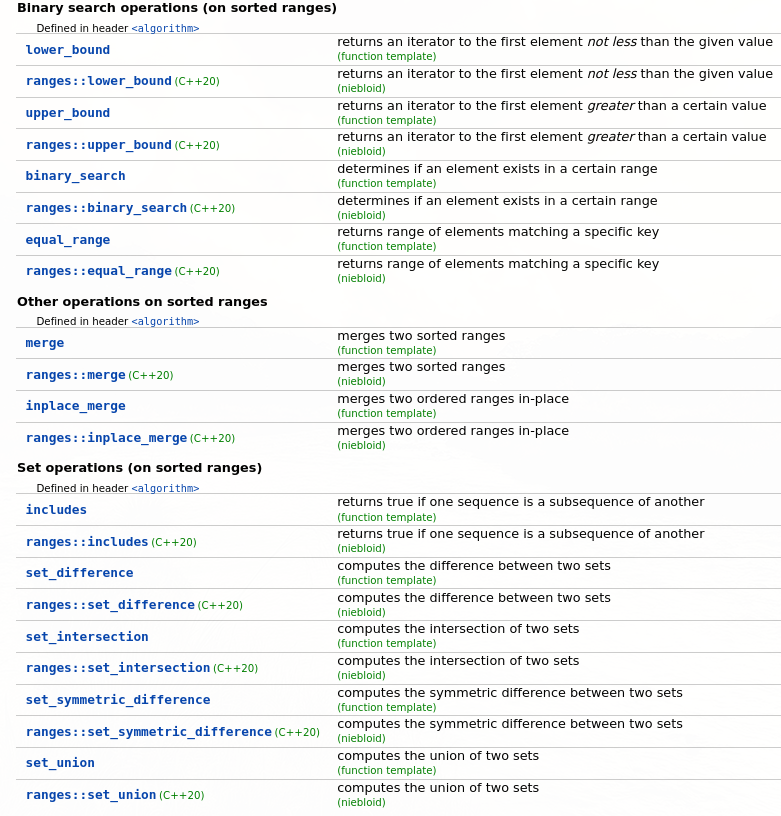 Binary search operations (on sorted ranges)
Defined in header <algorithm>
lower_bound returns an iterator to the first element not less than the given value
(function template)
ranges::lower_bound (C++20) returns an iterator to the first element not less than the given value
(niebloid)
upper_bound returns an iterator to the first element greater than a certain value
(function template)
ranges::upper_bound (C++20) returns an iterator to the first element greater than a certain value
(niebloid)
binary_search determines if an element exists in a certain range
(function template)
ranges::binary_search (C++20) determines if an element exists in a certain range
(niebloid)
equal_range returns range of elements matching a specific key
(function template)
ranges::equal_range (C++20) returns range of elements matching a specific key
(niebloid)
Other operations on sorted ranges
Defined in header <algorithm>
merge merges two sorted ranges
(function template)
ranges::merge (C++20) merges two sorted ranges
(niebloid)
inplace_merge merges two ordered ranges in-place
(function template)
ranges::inplace_merge (C++20) merges two ordered ranges in-place
(niebloid)
Set operations (on sorted ranges)
Defined in header <algorithm>
includes returns true if one sequence is a subsequence of another
(function template)
ranges::includes (C++20) returns true if one sequence is a subsequence of another
(niebloid)
set_difference computes the difference between two sets
(function template)
ranges::set_difference (C++20) computes the difference between two sets
(niebloid)
set_intersection computes the intersection of two sets
(function template)
ranges::set_intersection (C++20) computes the intersection of two sets
(niebloid)
set_symmetric_difference computes the symmetric difference between two sets
(function template)
ranges::set_symmetric_difference (C++20) computes the symmetric difference between two sets
(niebloid)
set_union computes the union of two sets
(function template)
ranges::set_union (C++20) computes the union of two sets
(niebloid)